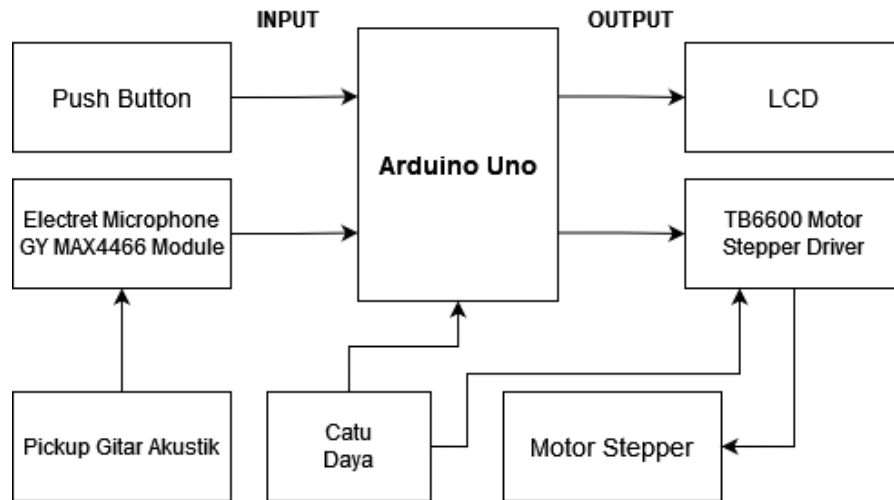 INPUT
OUTPUT
Push Button
Arduino Uno
LCD
Electret Microphone
GY MAX4466 Module
TB6600 Motor
Stepper Driver
Pickup Gitar Akustik
Catu
Daya
Motor Stepper